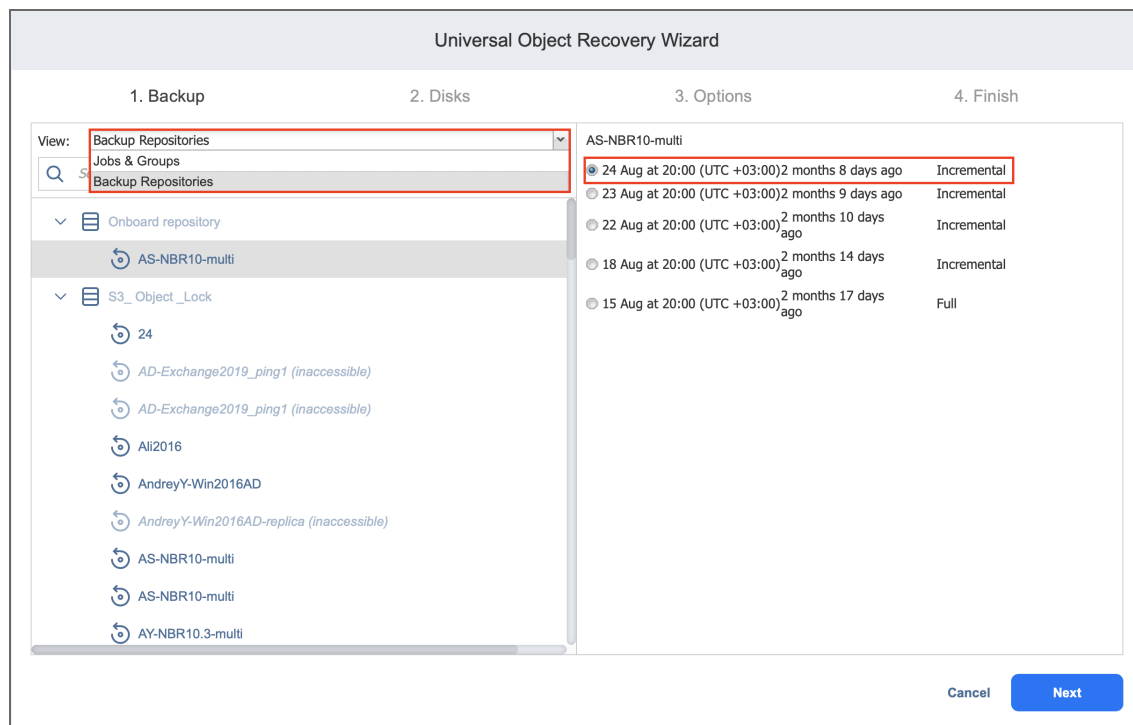 Universal Object Recovery Wizard
1. Backup
2. Disks
3. Options
4. Finish
View:
Backup Repositories
Jobs & Groups
Backup Repositories
Onboard repository
AS-NBR10-multi
S3_ Object _Lock
24
AD-Exchange2019_ping1 (inaccessible)
AD-Exchange2019_ping1 (inaccessible)
Ali2016
AndreyY-Win2016AD
AndreyY-Win2016AD-replica (inaccessible)
AS-NBR10-multi
AS-NBR10-multi
AY-NBR10.3-multi
AS-NBR10-multi
24 Aug at 20:00 (UTC +03:00) 2 months 8 days ago Incremental
23 Aug at 20:00 (UTC +03:00) 2 months 9 days ago Incremental
22 Aug at 20:00 (UTC +03:00) 2 months 10 days ago Incremental
18 Aug at 20:00 (UTC +03:00) 2 months 14 days ago Incremental
15 Aug at 20:00 (UTC +03:00) 2 months 17 days ago Full
Cancel
Next